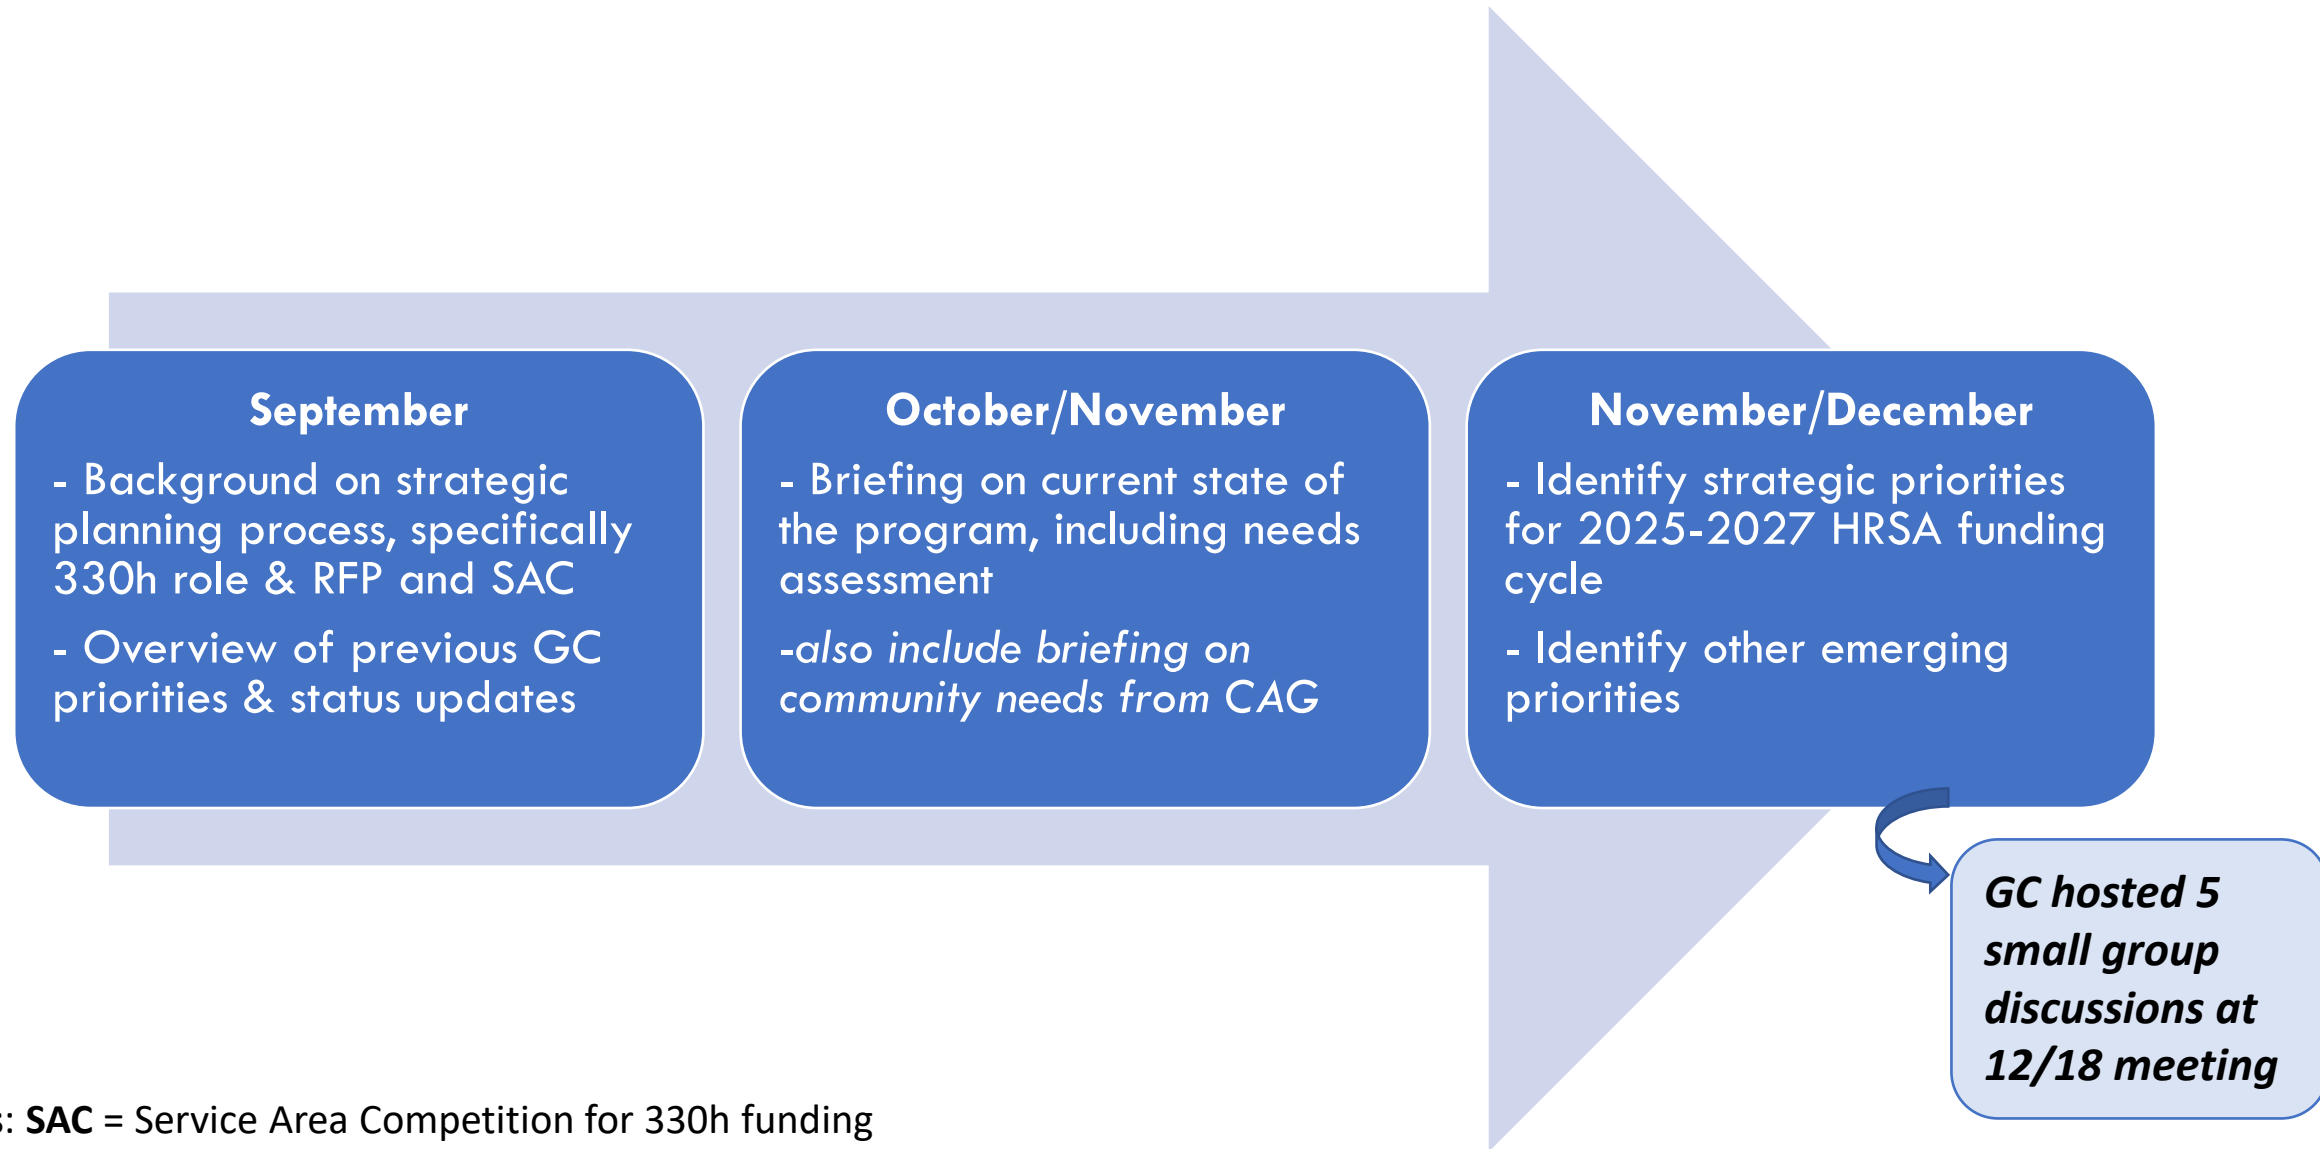 September
- Background on strategic
planning process, specifically
330h role & RFP and SAC
- Overview of previous GC
priorities & status updates
October/November
- Briefing on current state of
the program, including needs
assessment
-also include briefing on
community needs from CAG
November/December
- Identify strategic priorities
for 2025-2027 HRSA funding
cycle
- Identify other emerging
priorities
GC hosted 5
small group
discussions at
12/18 meeting
: SAC = Service Area Competition for 330h funding